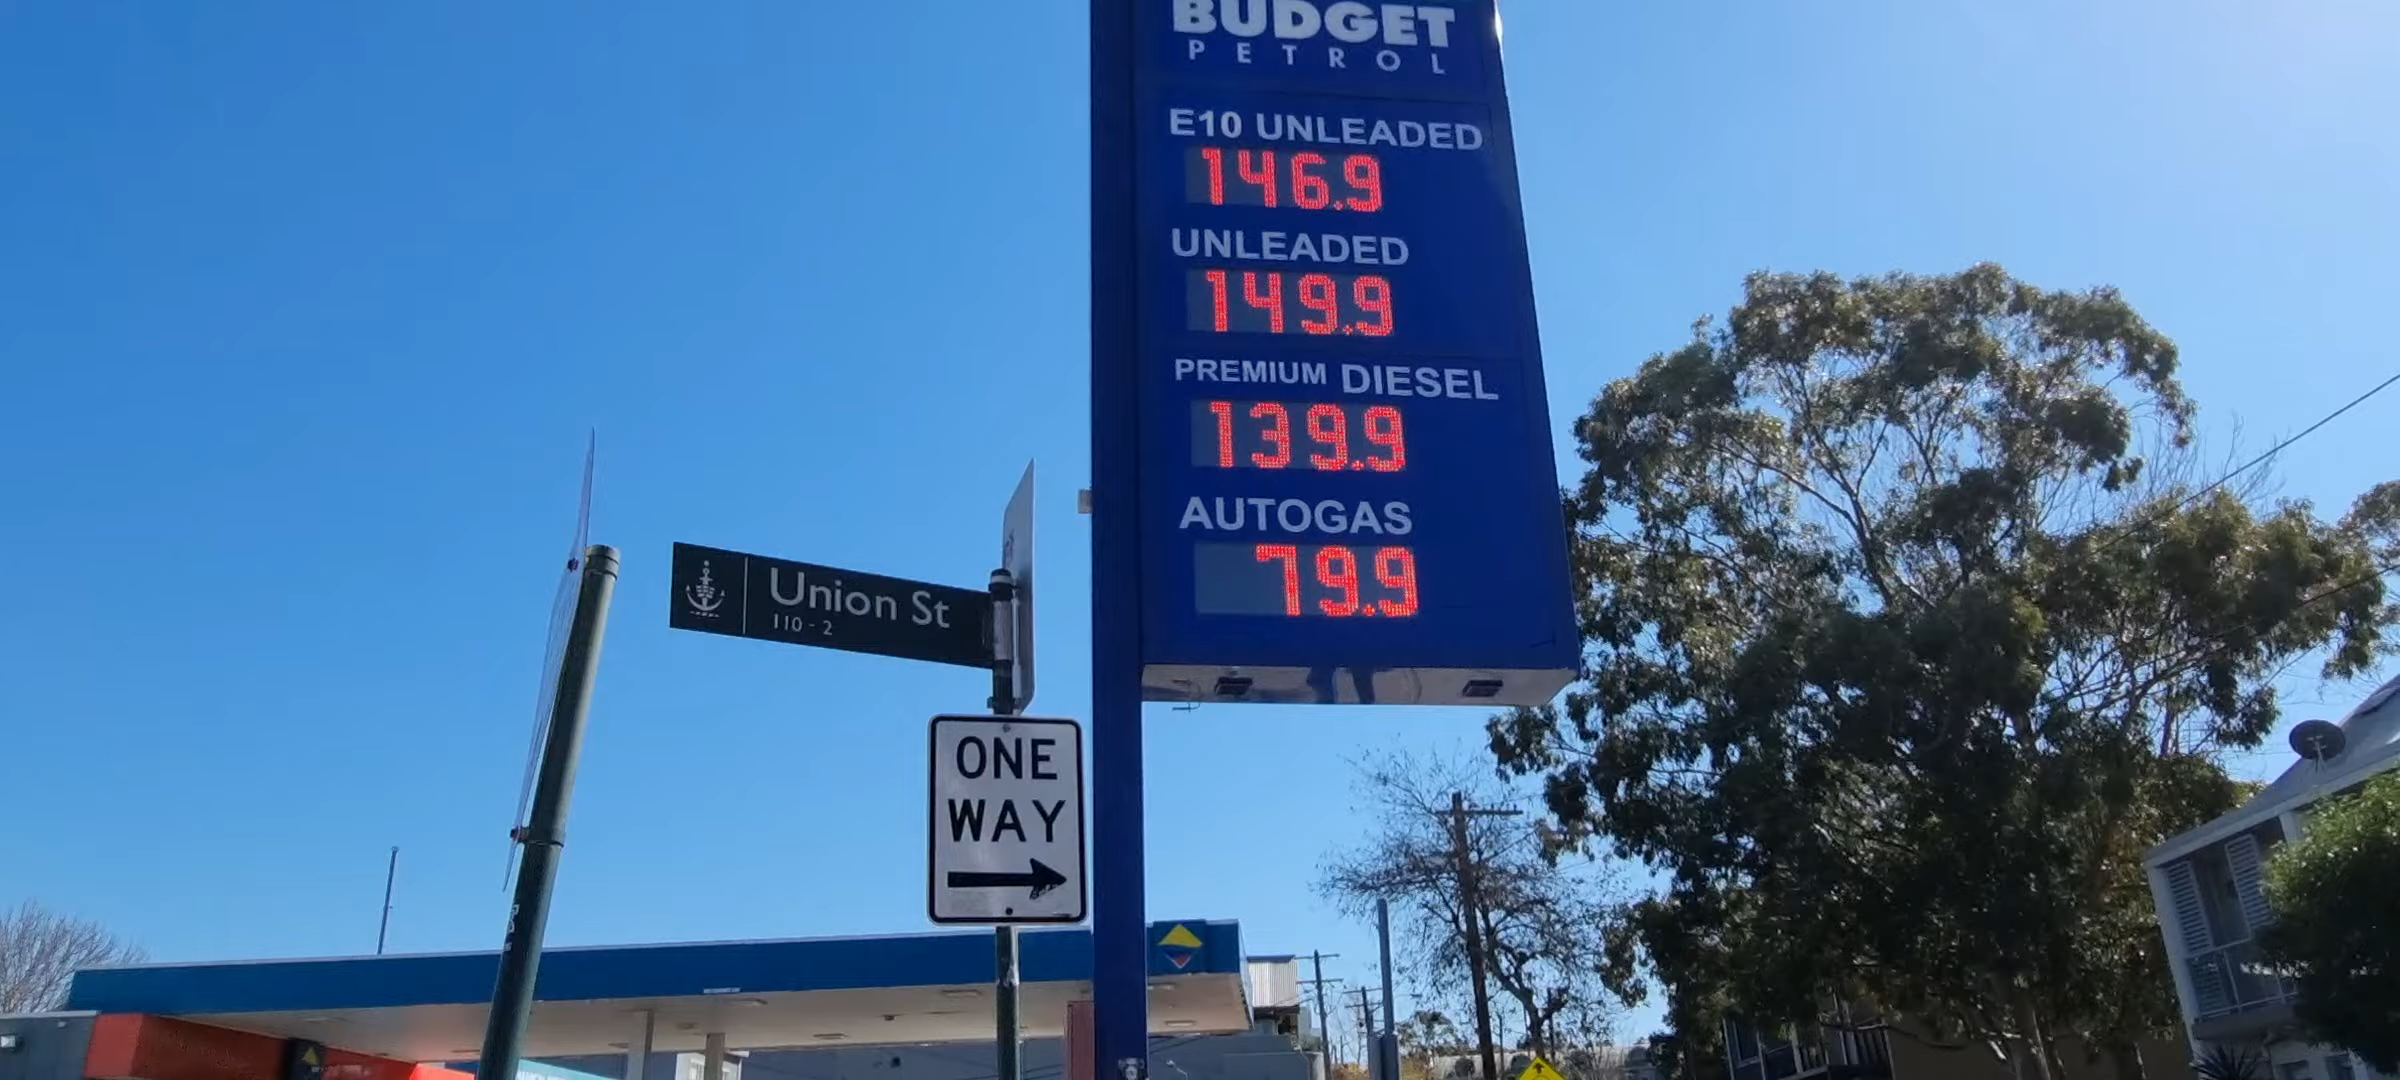 BUDGET
PETROL
E10 UNLEADED
146.9
UNLEADED
149.9
PREMIUM DIESEL
139.9
AUTOGAS
79.9
Union St
110 - 2
ONE
WAY